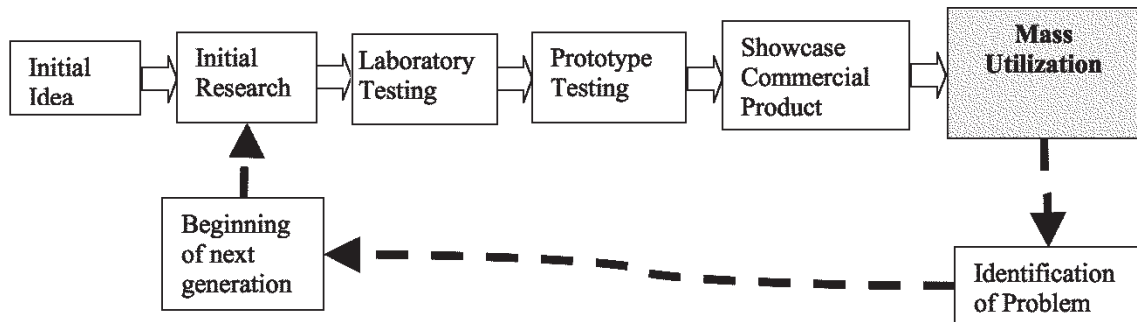 Initial
Idea
Initial
Research
Laboratory
Testing
Prototype
Testing
Showcase
Commercial
Product
Mass
Utilization
Beginning
of next
generation
Identification
of Problem